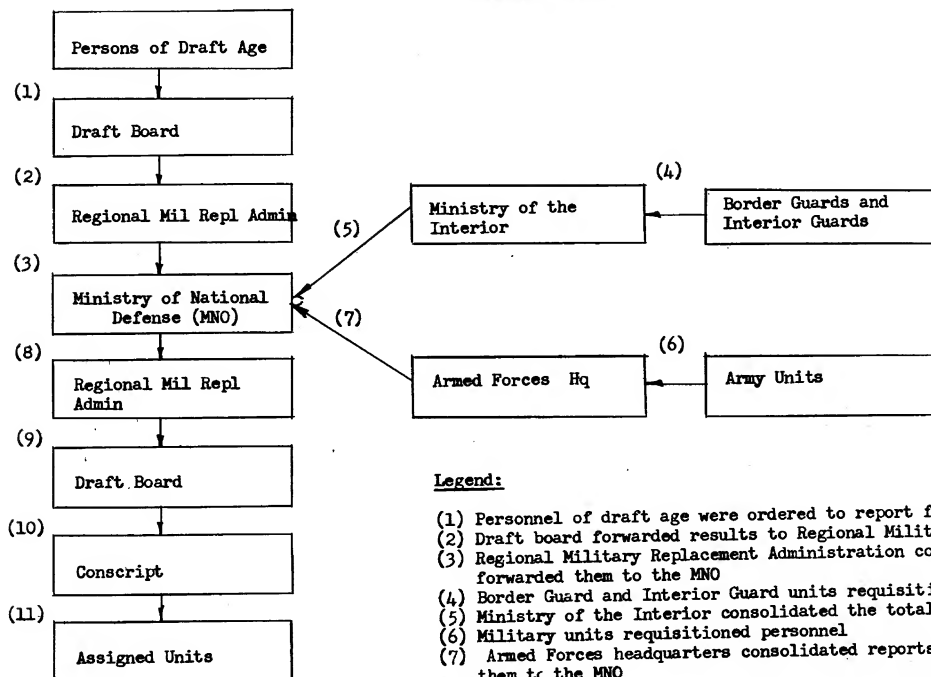 Persons of Draft Age
(1)
Draft Board
(2)
Regional Mil Repl Admin
(3)
Ministry of National
Defense (MNO)
(8)
Regional Mil Repl
Admin
(9)
Draft Board
(10)
Conscript
(11)
Assigned Units
(4)
Ministry of the
Interior
Border Guards and
Interior Guards
(5)
(7)
(6)
Armed Forces Hq
Army Units
Legend:
(1) Personnel of draft age were ordered to report f
(2) Draft board forwarded results to Regional Milit
(3) Regional Military Replacement Administration co
forwarded them to the MNO
(4) Border Guard and Interior Guard units requisiti
(5) Ministry of the Interior consolidated the total
(6) Military units requisitioned personnel
(7) Armed Forces headquarters consolidated reports
them to the MNO